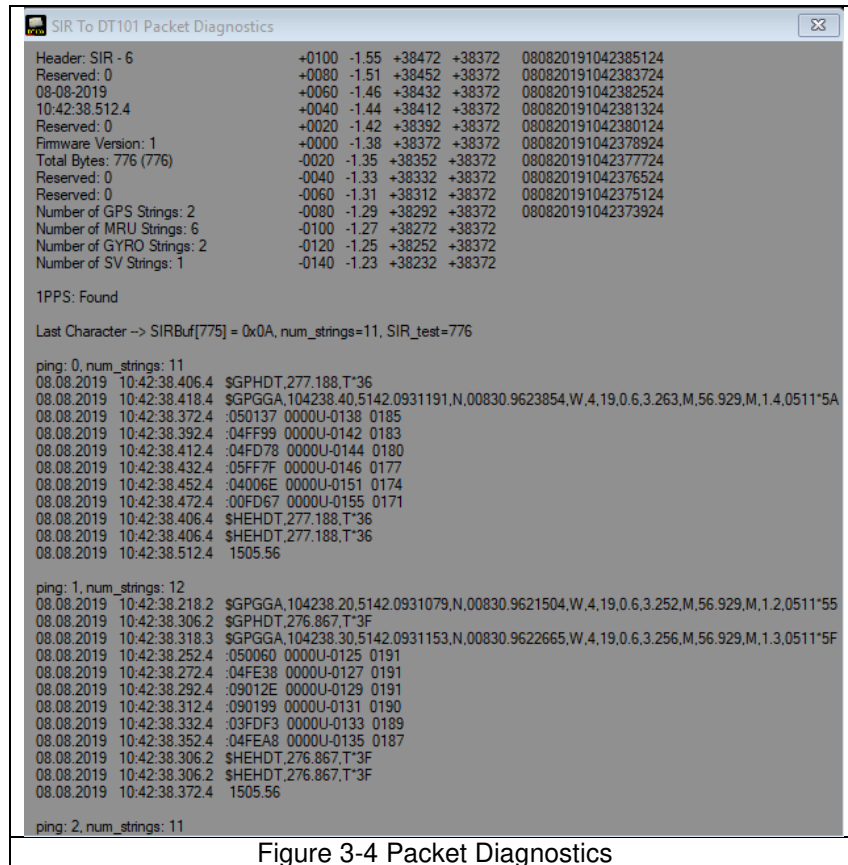 SIR To DT101 Packet Diagnostics
Header: SIR - 6 +0100 -1.55 +38472 +38372 080820191042385124
Reserved: 0 +0080 -1.51 +38452 +38372 080820191042383724
08-08-2019 +0060 -1.46 +38432 +38372 080820191042382524
10:42:38.512.4 +0040 -1.44 +38412 +38372 080820191042381324
Reserved: 0 +0020 -1.42 +38392 +38372 080820191042380124
Firmware Version: 1 +0000 -1.38 +38372 +38372 080820191042378924
Total Bytes: 776 (776) -0020 -1.35 +38352 +38372 080820191042377724
Reserved: 0 -0040 -1.33 +38332 +38372 080820191042376524
Reserved: 0 -0060 -1.31 +38312 +38372 080820191042375124
Number of GPS Strings: 2 -0080 -1.29 +38292 +38372 080820191042373924
Number of MRU Strings: 6 -0100 -1.27 +38272 +38372
Number of GYRO Strings: 2 -0120 -1.25 +38252 +38372
Number of SV Strings: 1 -0140 -1.23 +38232 +38372
1PPS: Found
Last Character --> SIRBuf[775] = 0x0A, num_strings=11, SIR_test=776
ping: 0, num_strings: 11
08.08.2019 10:42:38.406.4 $GPHDT,277.188,T*36
08.08.2019 10:42:38.418.4 $GPGGA,104238.40,5142.0931191,N,00830.9623854,W,4,19,0.6,3.263,M,56.929,M,1.4,0511*5A
08.08.2019 10:42:38.372.4 :050137 0000U-0138 0185
08.08.2019 10:42:38.392.4 :04FF99 0000U-0142 0183
08.08.2019 10:42:38.412.4 :04FD78 0000U-0144 0180
08.08.2019 10:42:38.432.4 :05FF7F 0000U-0146 0177
08.08.2019 10:42:38.452.4 :04006E 0000U-0151 0174
08.08.2019 10:42:38.472.4 :00FD67 0000U-0155 0171
08.08.2019 10:42:38.406.4 $HEHDT,277.188,T*36
08.08.2019 10:42:38.406.4 $HEHDT,277.188,T*36
08.08.2019 10:42:38.512.4 1505.56
ping: 1, num_strings: 12
08.08.2019 10:42:38.218.2 $GPGGA,104238.20,5142.0931079,N,00830.9621504,W,4,19,0.6,3.252,M,56.929,M,1.2,0511*55
08.08.2019 10:42:38.306.2 $GPHDT,276.867,T*3F
08.08.2019 10:42:38.318.3 $GPGGA,104238.30,5142.0931153,N,00830.9622665,W,4,19,0.6,3.256,M,56.929,M,1.3,0511*5F
08.08.2019 10:42:38.252.4 :050060 0000U-0125 0191
08.08.2019 10:42:38.272.4 :04FE38 0000U-0127 0191
08.08.2019 10:42:38.292.4 :09012E 0000U-0129 0191
08.08.2019 10:42:38.312.4 :090199 0000U-0131 0190
08.08.2019 10:42:38.332.4 :03FDF3 0000U-0133 0189
08.08.2019 10:42:38.352.4 :04FEA8 0000U-0135 0187
08.08.2019 10:42:38.306.2 $HEHDT,276.867,T*3F
08.08.2019 10:42:38.306.2 $HEHDT,276.867,T*3F
08.08.2019 10:42:38.372.4 1505.56
ping: 2, num_strings: 11
Figure 3-4 Packet Diagnostics